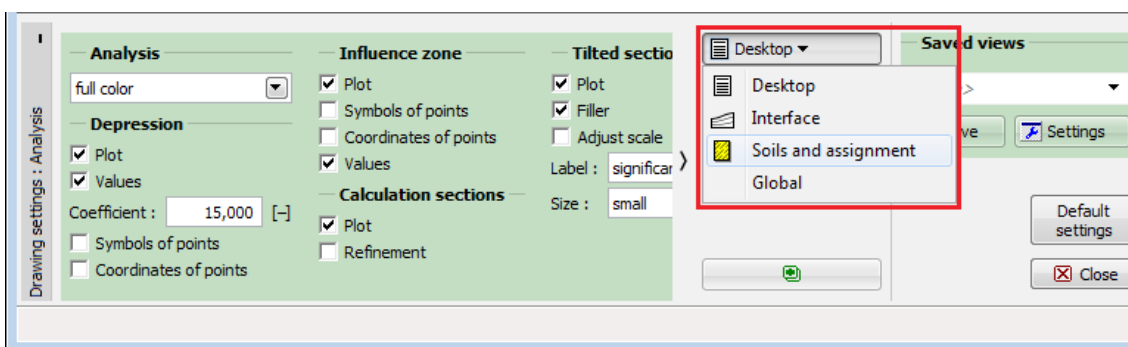 Drawing settings : Analysis
Analysis
full color
Depression
Plot
Values
Coefficient : 15,000 [–]
Symbols of points
Coordinates of points
Influence zone
Plot
Symbols of points
Coordinates of points
Values
Calculation sections
Plot
Refinement
Tilted sectio
Plot
Filler
Adjust scale
Label : significar
Size : small
Desktop
Desktop
Interface
Soils and assignment
Global
Saved views
>
ve
Settings
Default
settings
Close